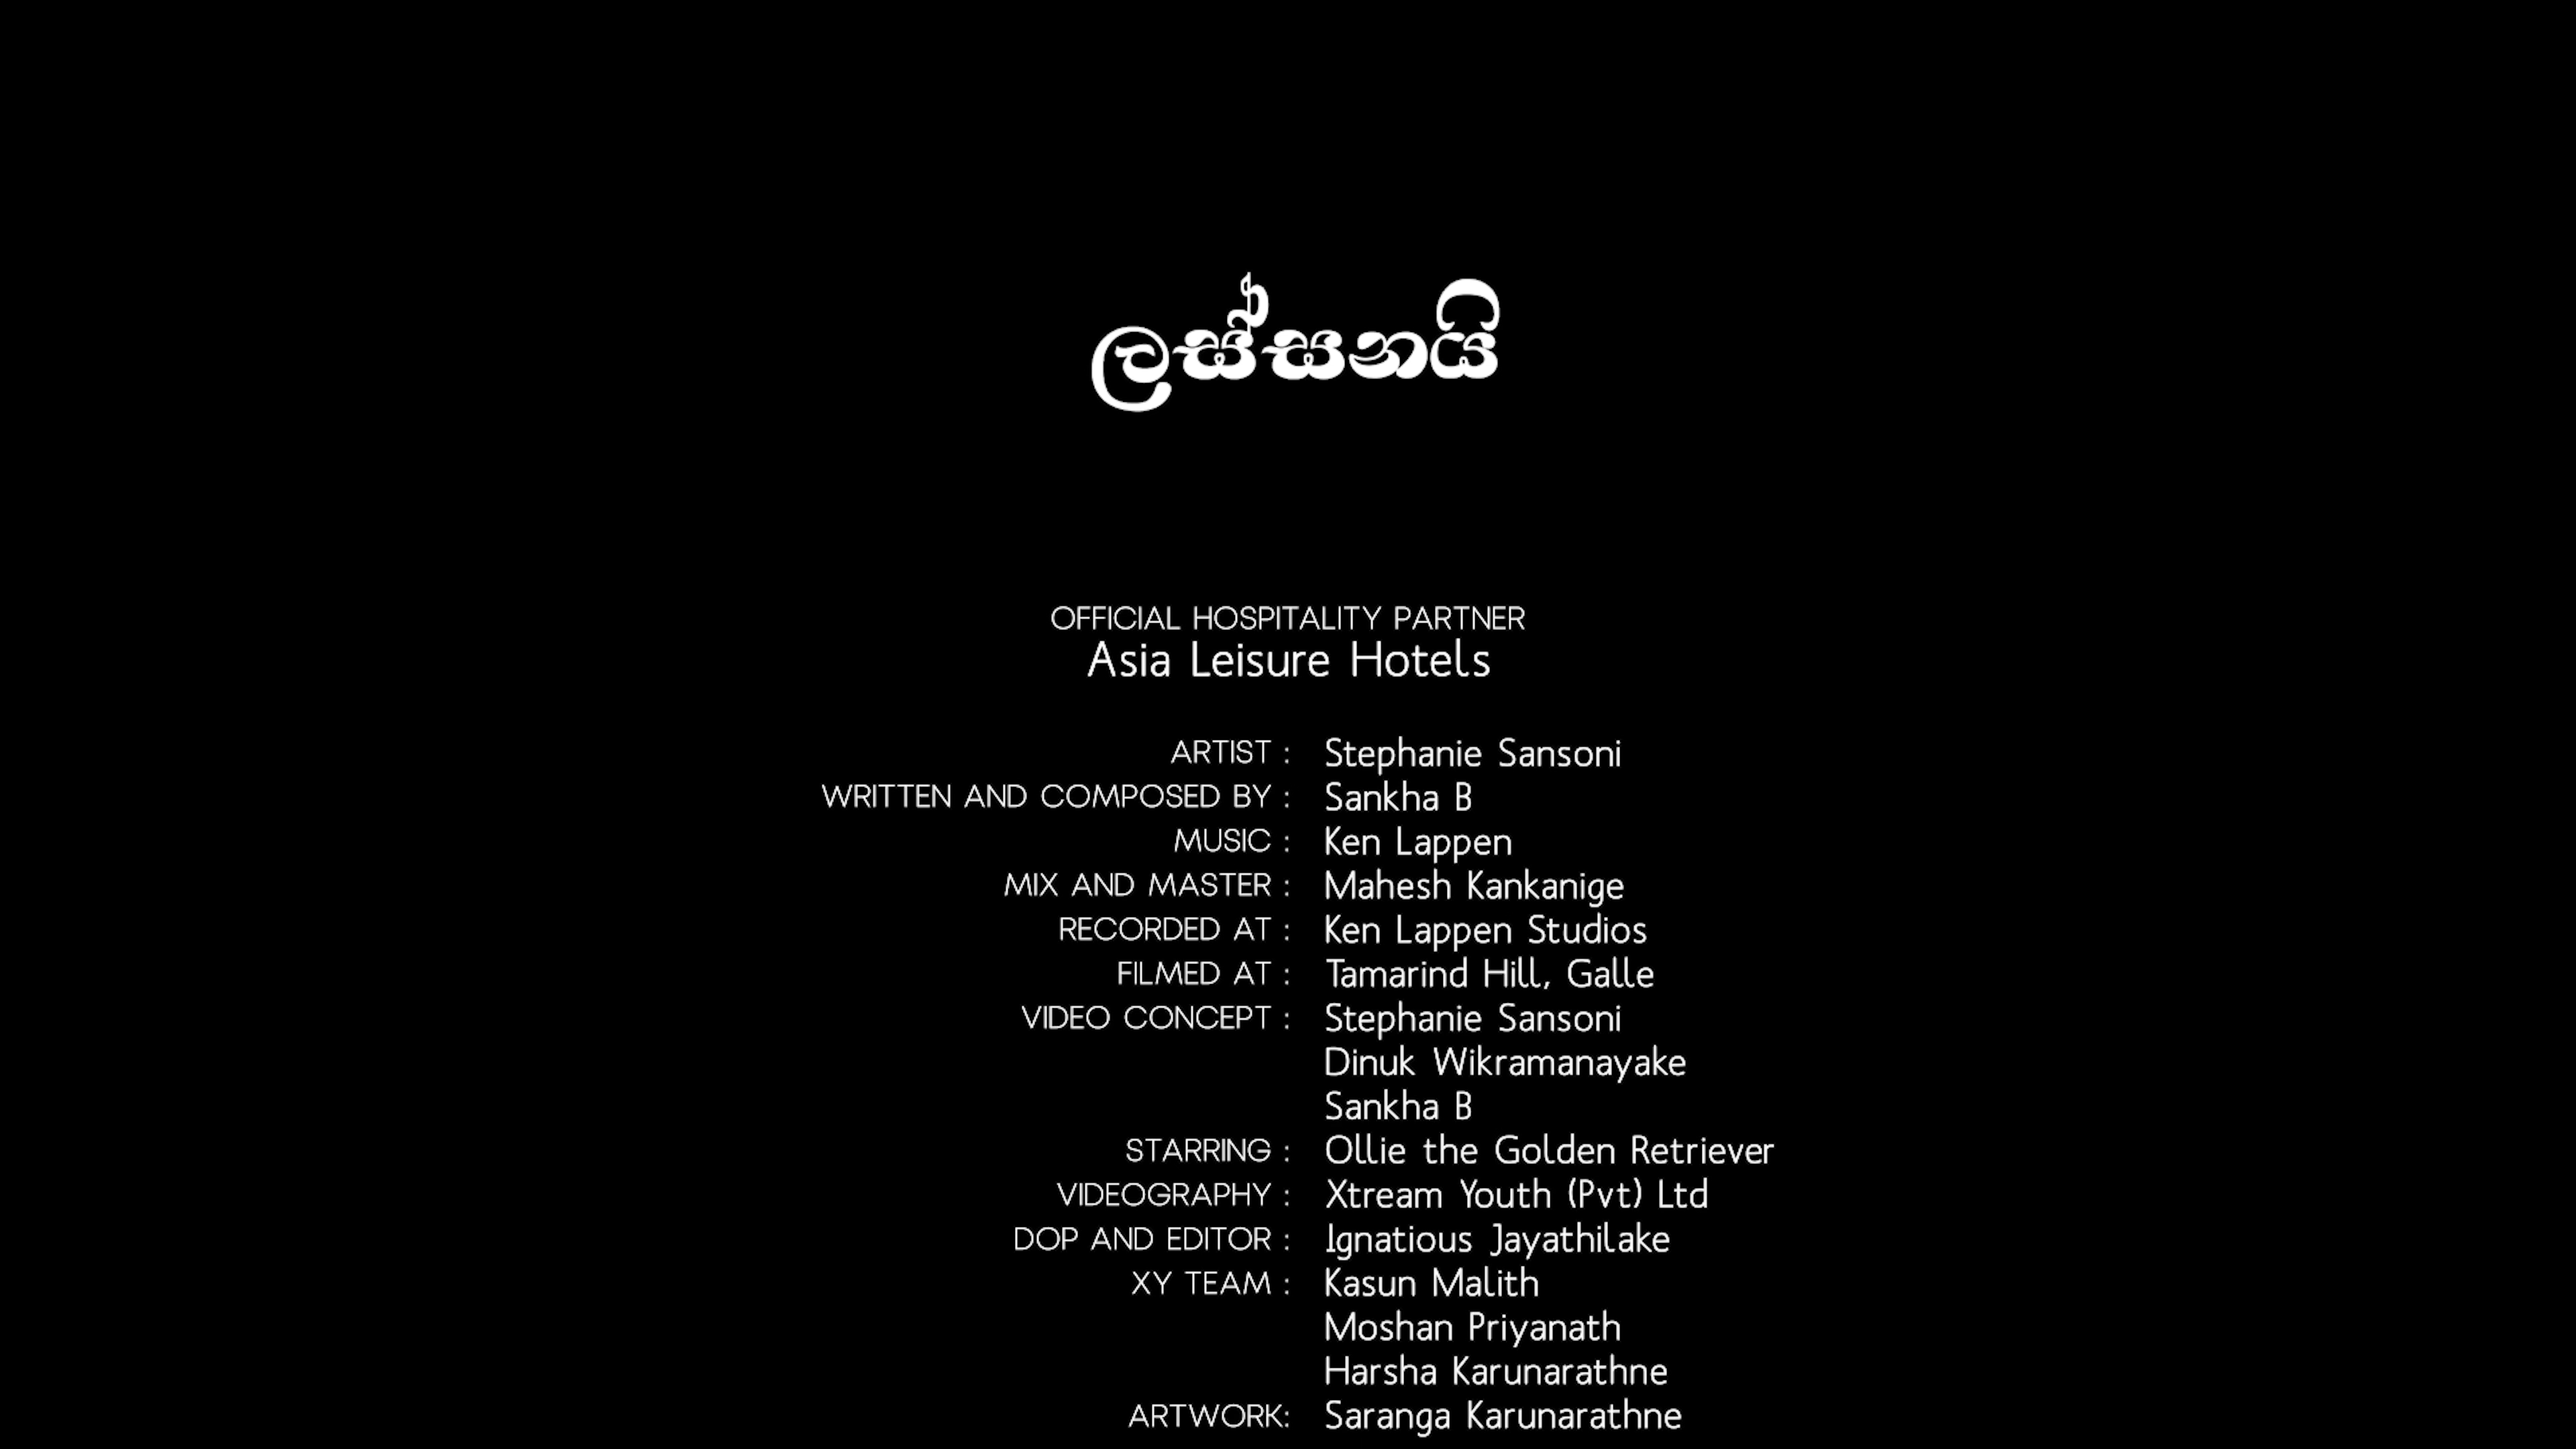 ලස්සනයි
OFFICIAL HOSPITALITY PARTNER
Asia Leisure Hotels
ARTIST : Stephanie Sansoni
WRITTEN AND COMPOSED BY : Sankha B
MUSIC : Ken Lappen
MIX AND MASTER : Mahesh Kankanige
RECORDED AT : Ken Lappen Studios
FILMED AT : Tamarind Hill, Galle
VIDEO CONCEPT : Stephanie Sansoni
Dinuk Wikramanayake
Sankha B
STARRING : Ollie the Golden Retriever
VIDEOGRAPHY : Xtream Youth (Pvt) Ltd
DOP AND EDITOR : Ignatious Jayathilake
XY TEAM : Kasun Malith
Moshan Priyanath
Harsha Karunarathne
ARTWORK: Saranga Karunarathne